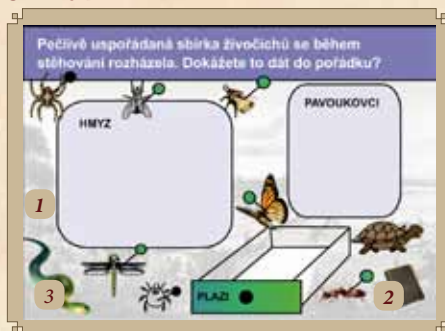 Pečlivě uspořádaná sbírka živočichů se během
stěhování rozházela. Dokážete to dát do pořádku?
HMYZ
PAVOUKOVCI
1
PLAZI
3
2